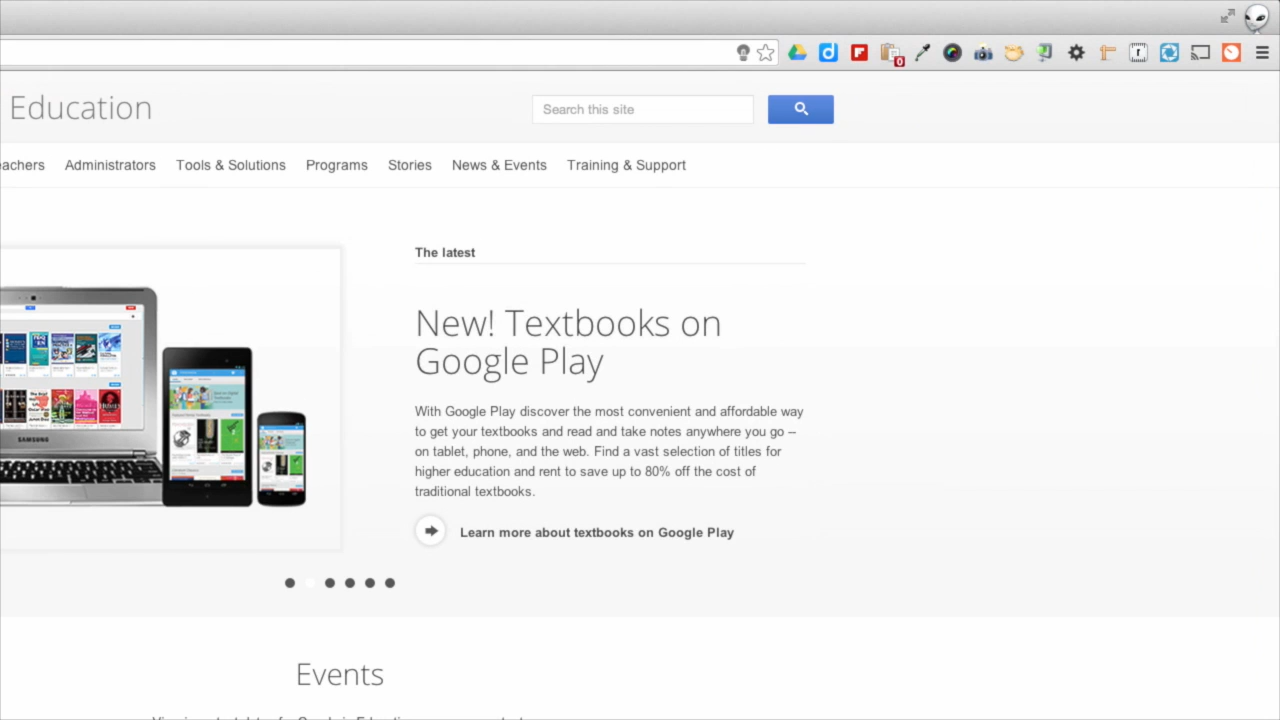 0
Education
Search this site
eachers Administrators Tools & Solutions Programs Stories News & Events Training & Support
The latest
New! Textbooks on
Google Play
With Google Play discover the most convenient and affordable way
to get your textbooks and read and take notes anywhere you go –
on tablet, phone, and the web. Find a vast selection of titles for
higher education and rent to save up to 80% off the cost of
traditional textbooks.
SAMSUNG
Learn more about textbooks on Google Play
Events